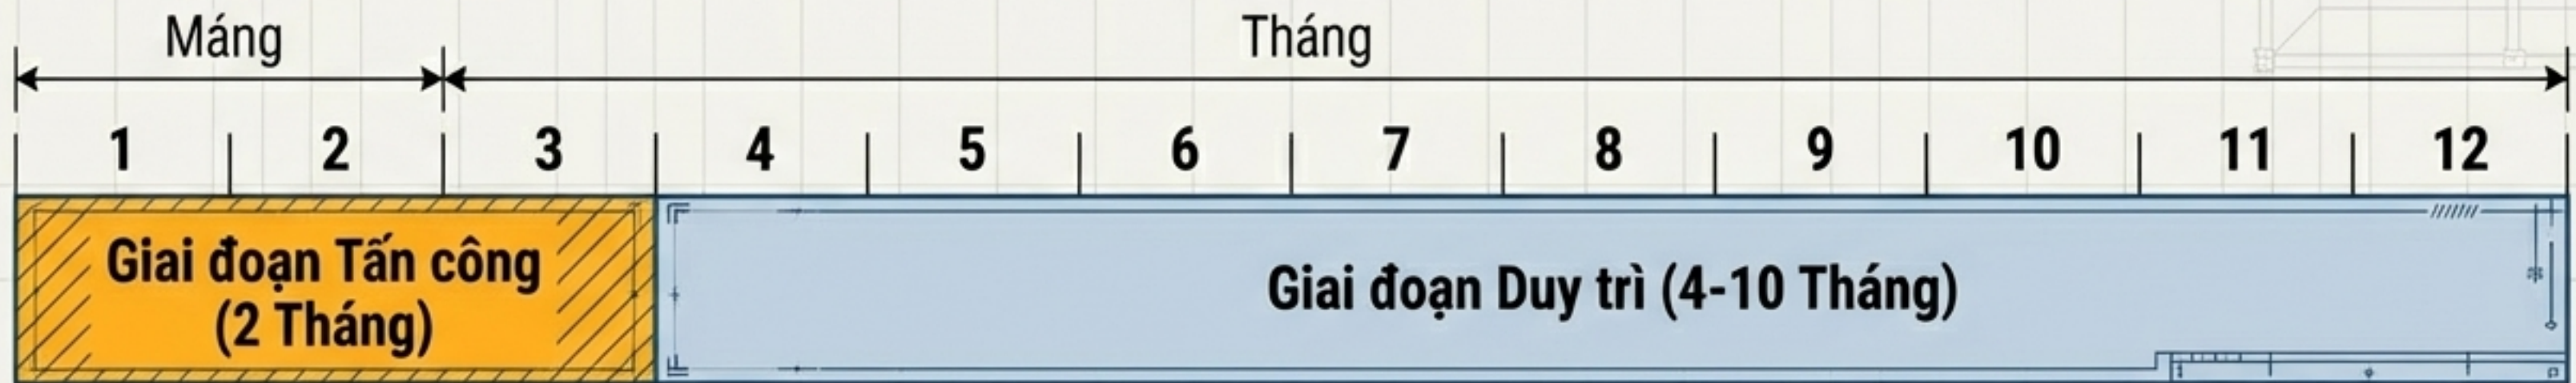 Máng
Tháng
1 2 3 4 5 6 7 8 9 10 11 12
Giai đoạn Tấn công
(2 Tháng)
Giai đoạn Duy trì (4-10 Tháng)